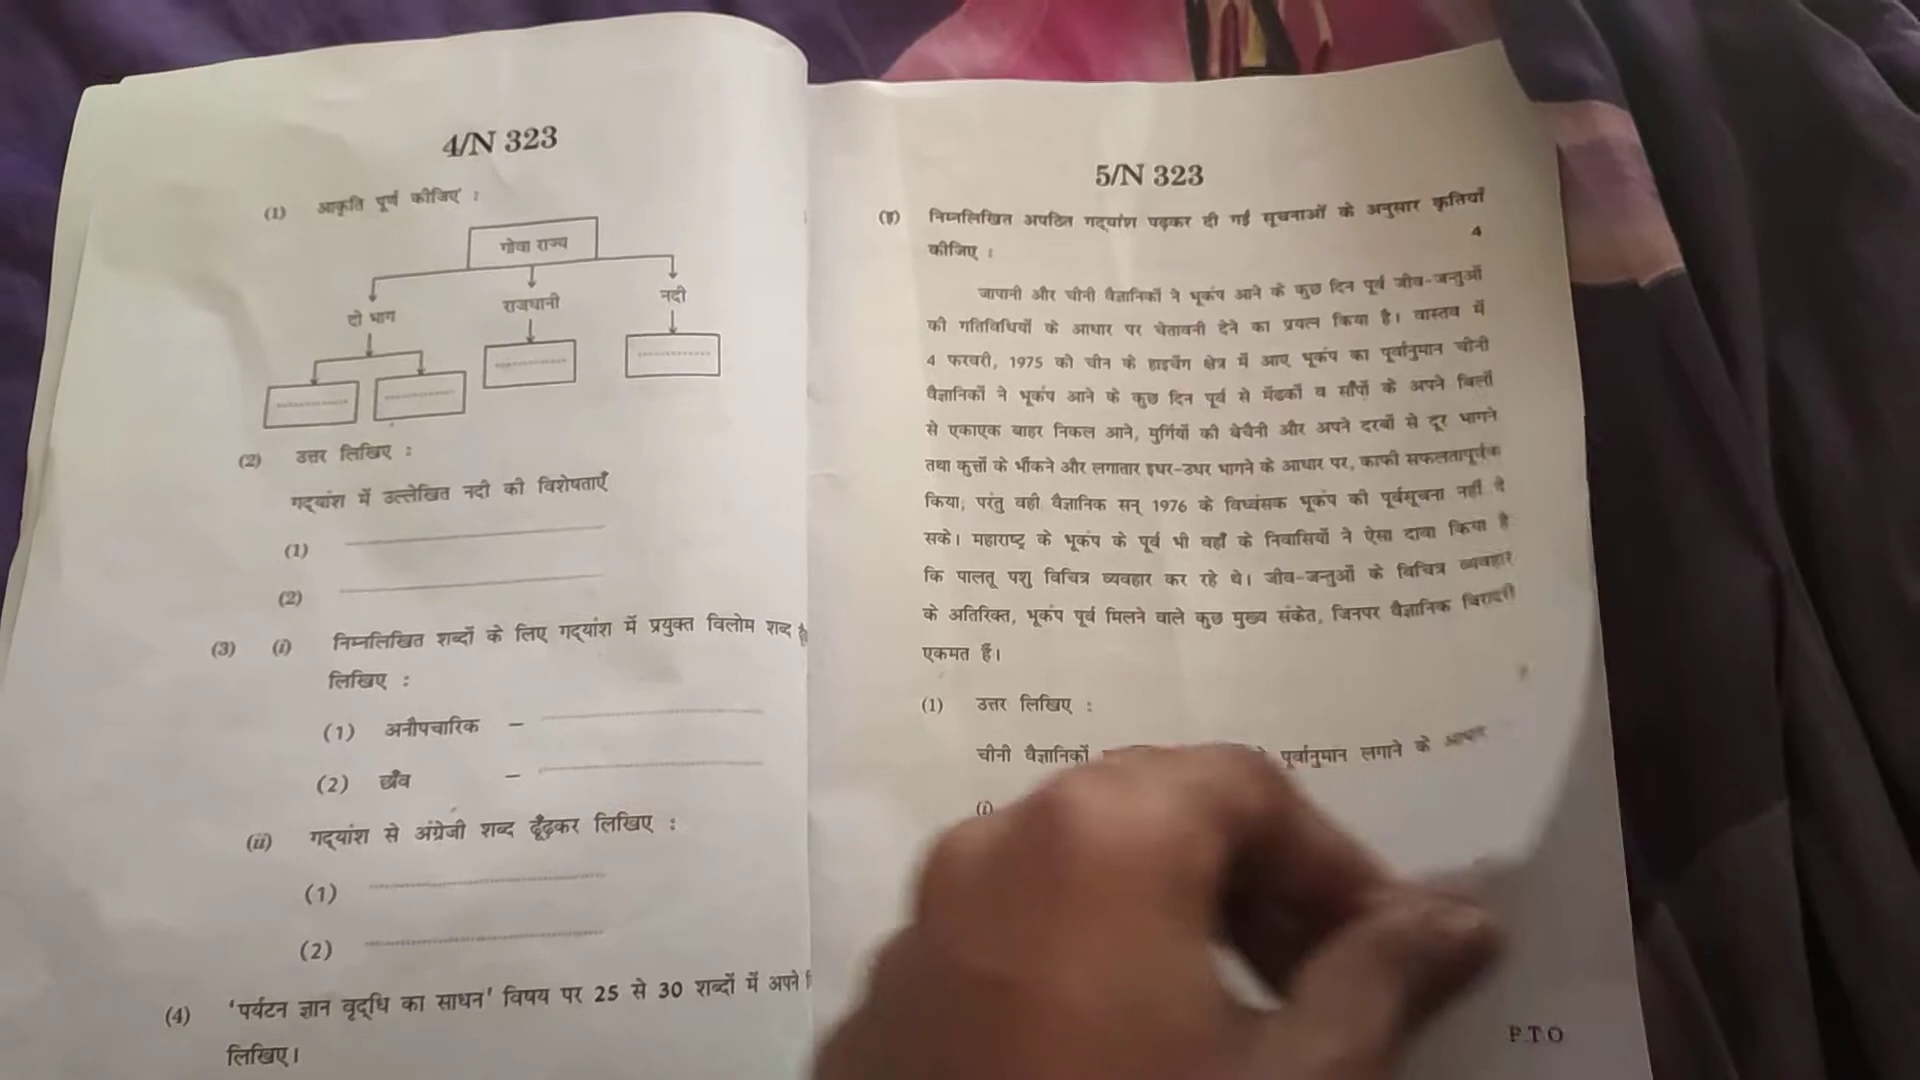 4/N 323
(1) आकृति पूर्ण कीजिए :
गोवा राज्य
दो भाग
राजधानी
नदी
(2) उत्तर लिखिए :
गद्यांश में उल्लेखित नदी की विशेषताएँ
(1)
(2)
(3) (i) निम्नलिखित शब्दों के लिए गद्यांश में प्रयुक्त विलोम शब्द
लिखिए :
(1) अनौपचारिक –
(2) छाँव –
(ii) गद्यांश से अंग्रेजी शब्द ढूँढ़कर लिखिए :
(1)
(2)
(4) 'पर्यटन ज्ञान वृद्धि का साधन' विषय पर 25 से 30 शब्दों में अपने
लिखिए।
5/N 323
(इ) निम्नलिखित अपठित गद्यांश पढ़कर दी गई सूचनाओं के अनुसार कृतियाँ
कीजिए : 4
जापानी और चीनी वैज्ञानिकों ने भूकंप आने के कुछ दिन पूर्व जीव-जन्तुओं
की गतिविधियों के आधार पर चेतावनी देने का प्रयत्न किया है। वास्तव में
4 फरवरी, 1975 को चीन के हाइचेंग क्षेत्र में आए भूकंप का पूर्वानुमान चीनी
वैज्ञानिकों ने भूकंप आने के कुछ दिन पूर्व से मेंढकों व साँपों के अपने बिलों
से एकाएक बाहर निकल आने, मुर्गियों की बेचैनी और अपने दरबों से दूर भागने
तथा कुत्तों के भौंकने और लगातार इधर-उधर भागने के आधार पर, काफी सफलतापूर्वक
किया; परंतु वही वैज्ञानिक सन् 1976 के विध्वंसक भूकंप की पूर्वसूचना नहीं दे
सके। महाराष्ट्र के भूकंप के पूर्व भी वहाँ के निवासियों ने ऐसा दावा किया है
कि पालतू पशु विचित्र व्यवहार कर रहे थे। जीव-जन्तुओं के विचित्र व्यवहार
के अतिरिक्त, भूकंप पूर्व मिलने वाले कुछ मुख्य संकेत, जिनपर वैज्ञानिक बिरादरी
एकमत हैं।
(1) उत्तर लिखिए :
चीनी वैज्ञानिकों पूर्वानुमान लगाने के आधार
(i)
P.T.O